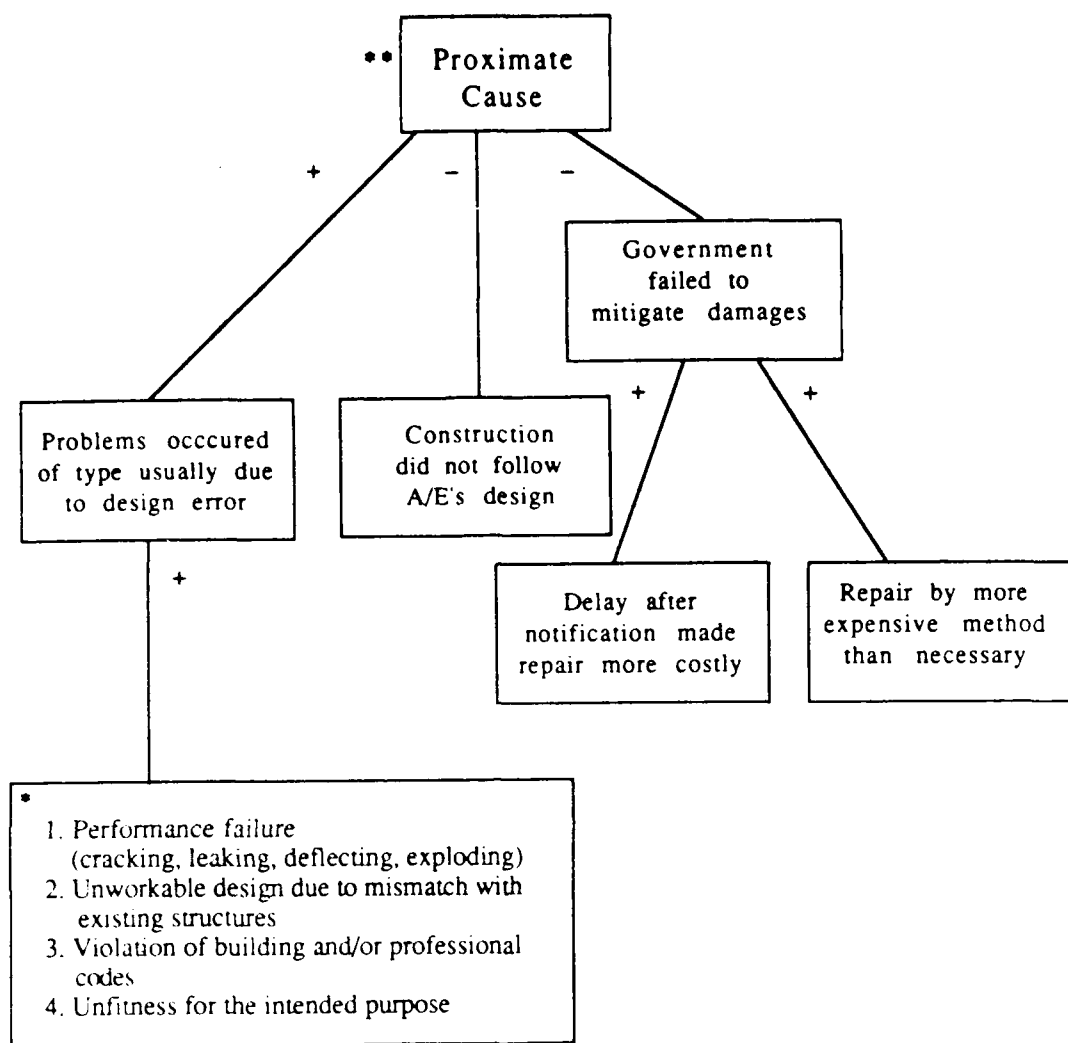 **
Proximate
Cause
+
–
–
Government
failed to
mitigate damages
Problems occcured
of type usually due
to design error
Construction
did not follow
A/E's design
+
+
+
Delay after
notification made
repair more costly
Repair by more
expensive method
than necessary
*
1. Performance failure
(cracking, leaking, deflecting, exploding)
2. Unworkable design due to mismatch with
existing structures
3. Violation of building and/or professional
codes
4. Unfitness for the intended purpose